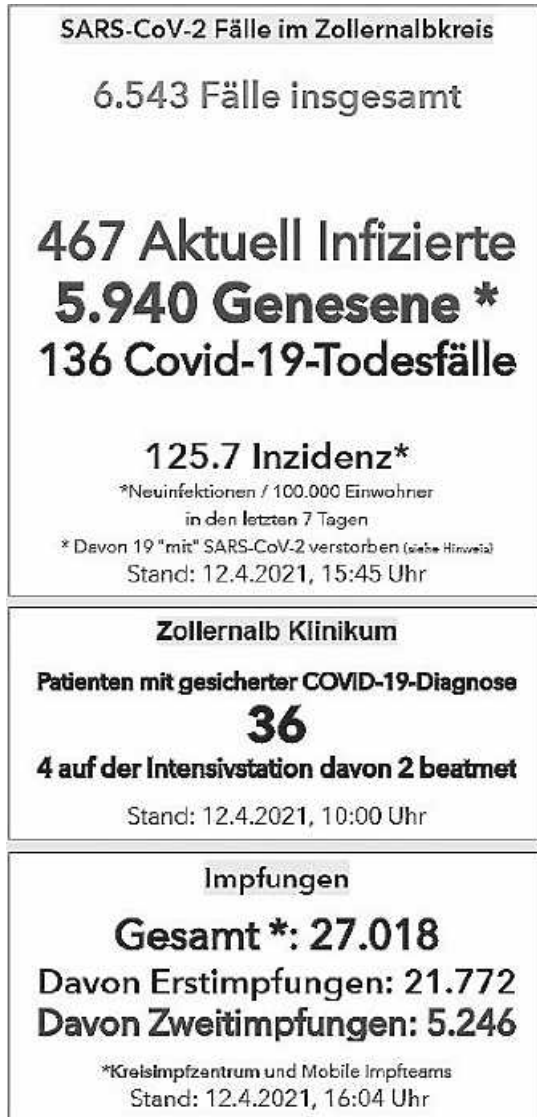 SARS-CoV-2 Fälle im Zollernalbkreis
6.543 Fälle insgesamt
467 Aktuell Infizierte
5.940 Genesene *
136 Covid-19-Todesfälle
125.7 Inzidenz*
*Neuinfektionen / 100.000 Einwohner
in den letzten 7 Tagen
* Davon 19 "mit" SARS-CoV-2 verstorben (siehe Hinweis)
Stand: 12.4.2021, 15:45 Uhr
Zollernalb Klinikum
Patienten mit gesicherter COVID-19-Diagnose
36
4 auf der Intensivstation davon 2 beatmet
Stand: 12.4.2021, 10:00 Uhr
Impfungen
Gesamt *: 27.018
Davon Erstimpfungen: 21.772
Davon Zweitimpfungen: 5.246
*Kreisimpfzentrum und Mobile Impfteams
Stand: 12.4.2021, 16:04 Uhr